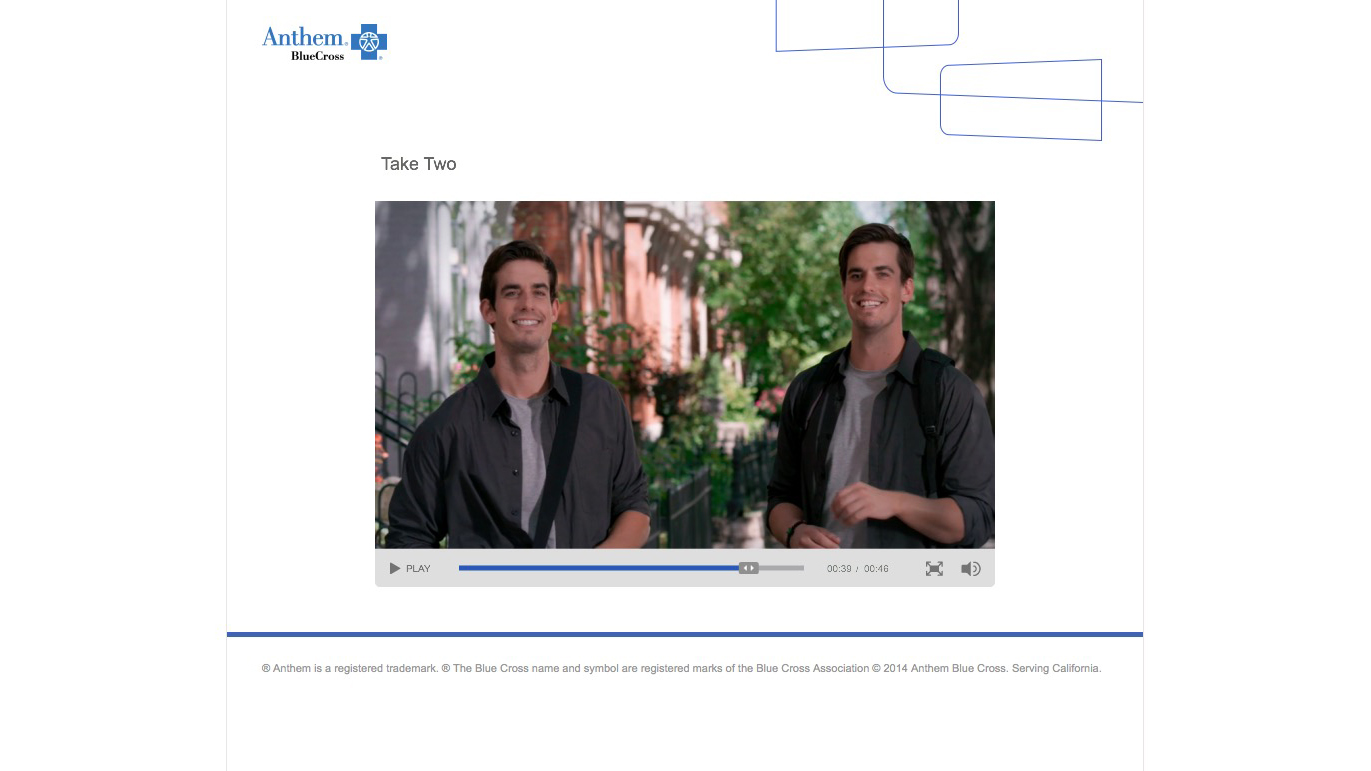 Anthem®
BlueCross ®
Take Two
PLAY
00:39 / 00:46
® Anthem is a registered trademark. ® The Blue Cross name and symbol are registered marks of the Blue Cross Association © 2014 Anthem Blue Cross. Serving California.